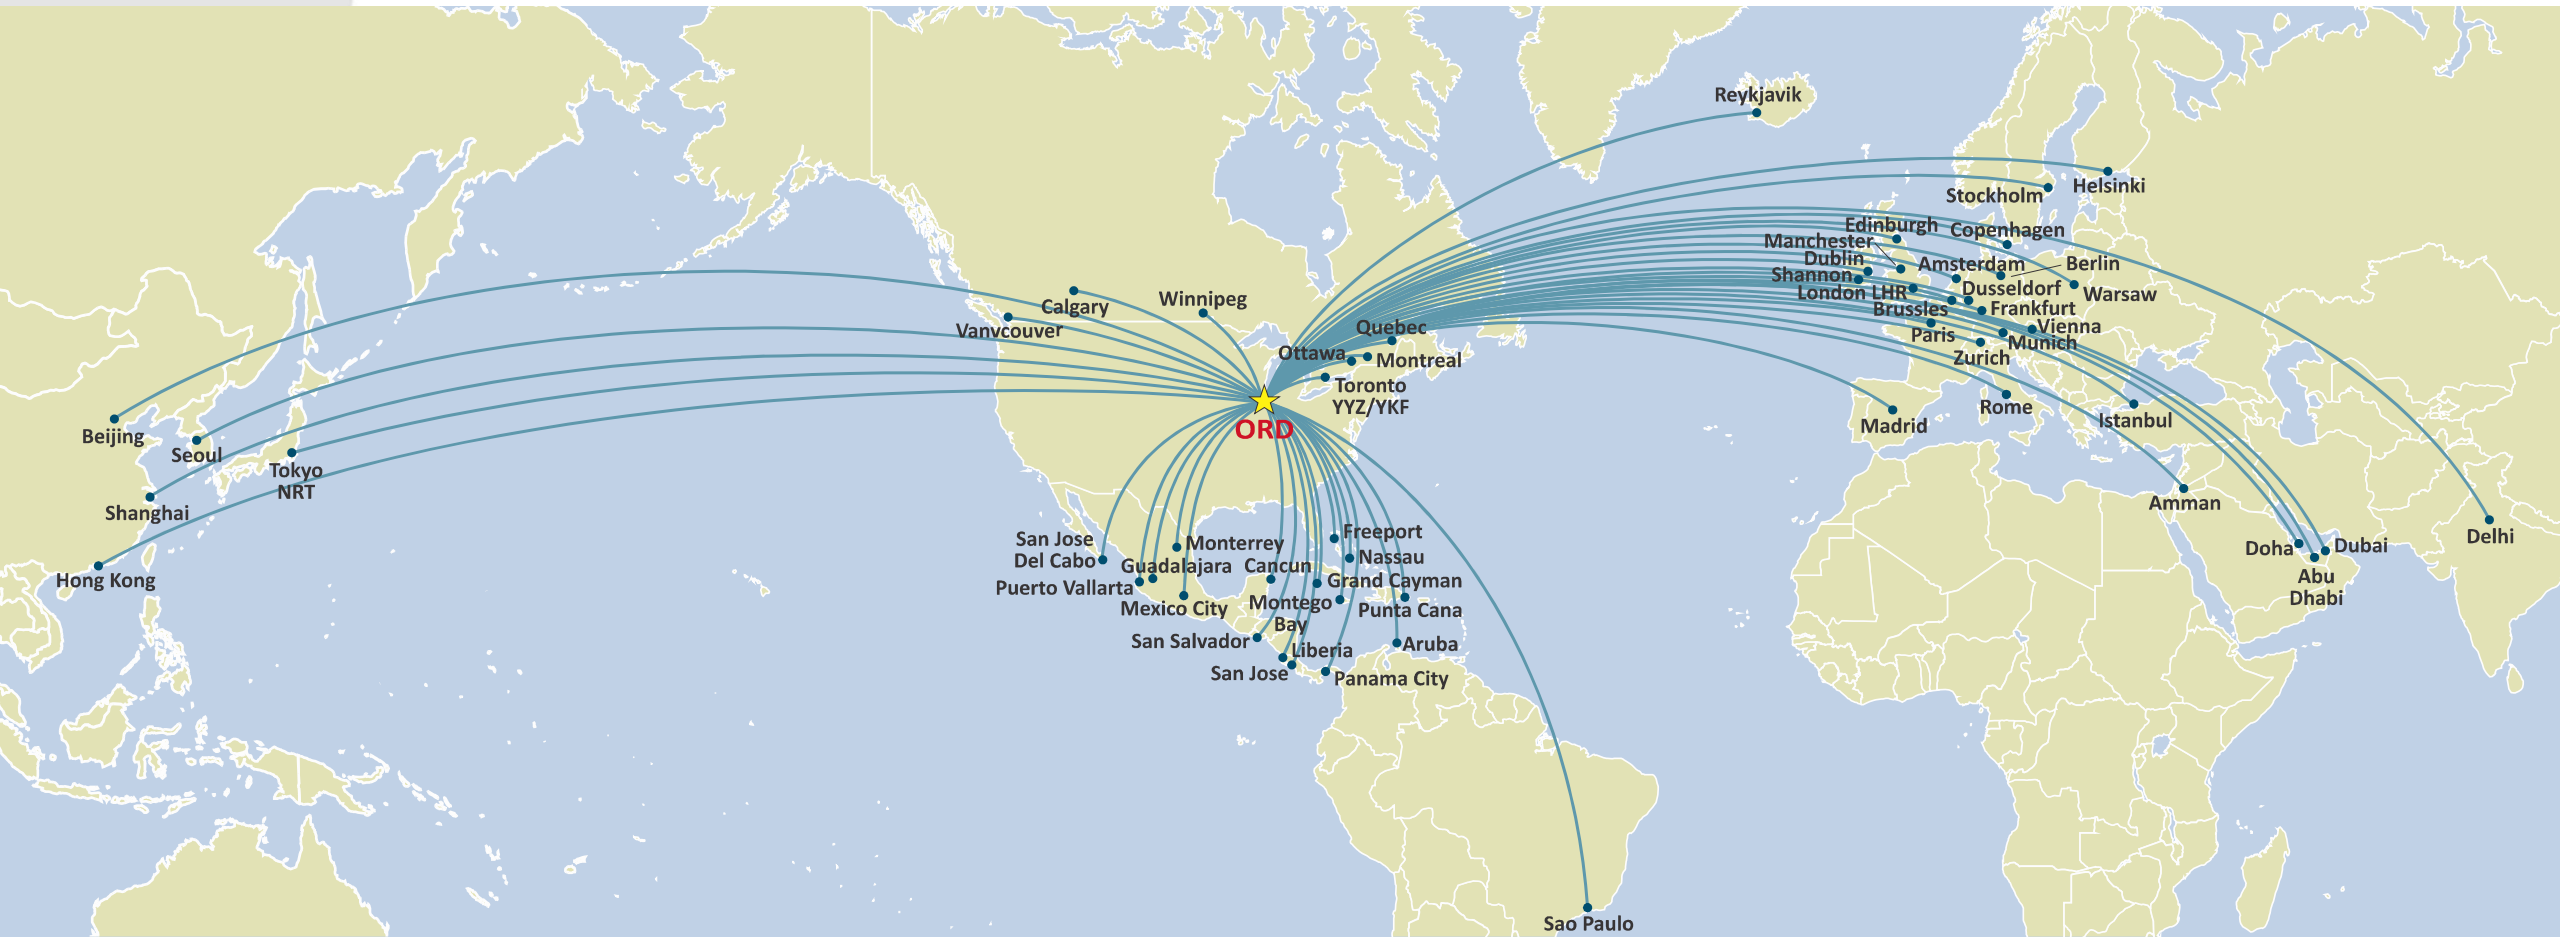 Reykjavik
Helsinki
Stockholm
Edinburgh
Copenhagen
Manchester
Dublin
Amsterdam
Berlin
Shannon
London LHR
Dusseldorf
Warsaw
Brussles
Frankfurt
Paris
Vienna
Munich
Zurich
Calgary
Winnipeg
Vanvcouver
Quebec
Ottawa
Montreal
Toronto
YYZ/YKF
ORD
Madrid
Rome
Istanbul
Beijing
Seoul
Tokyo
NRT
Shanghai
Hong Kong
Amman
Doha
Dubai
Abu
Dhabi
Delhi
San Jose
Del Cabo
Monterrey
Guadalajara
Puerto Vallarta
Mexico City
Cancun
Freeport
Nassau
Grand Cayman
Montego
Bay
Punta Cana
San Salvador
Liberia
Aruba
San Jose
Panama City
Sao Paulo